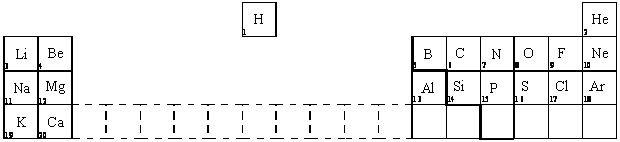 H He
1 2
Li Be B C N O F Ne
3 4 5 6 7 8 9 10
Na Mg Al Si P S Cl Ar
11 12 13 14 15 16 17 18
K Ca
19 20